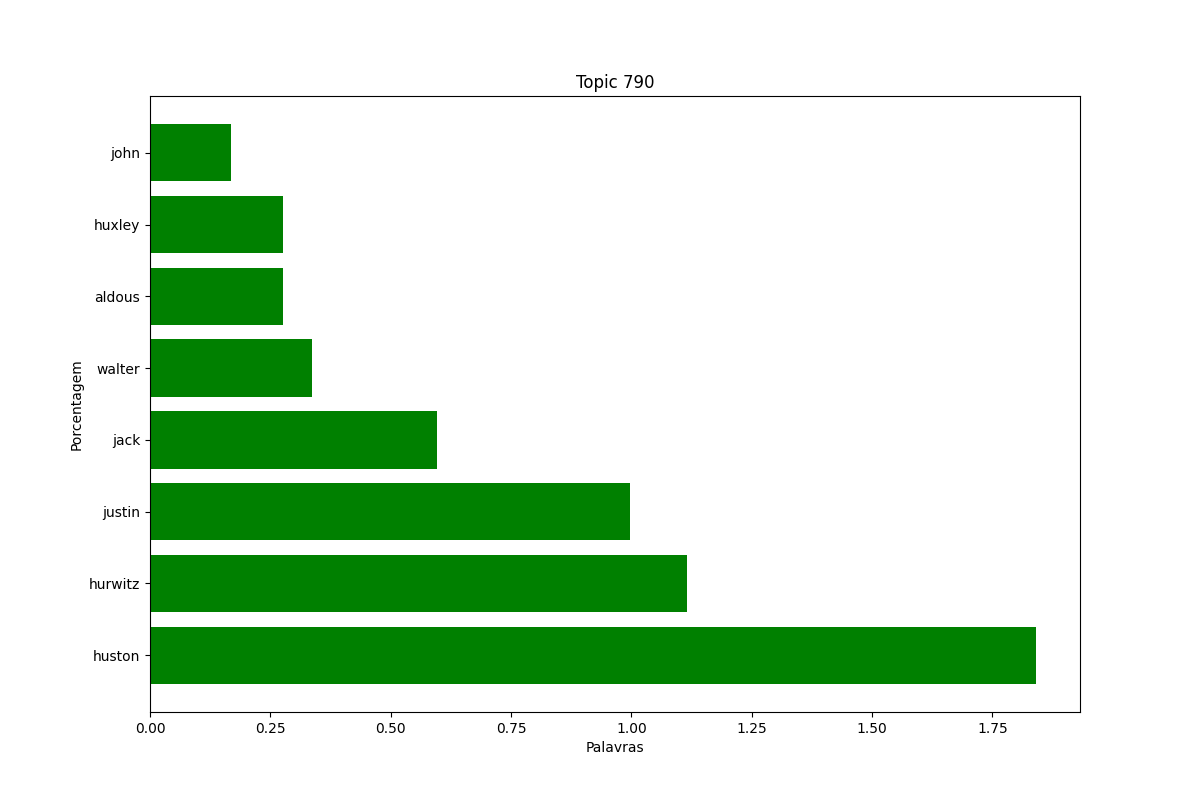 Topic 790
Porcentagem
john
huxley
aldous
walter
jack
justin
hurwitz
huston
0.00 0.25 0.50 0.75 1.00 1.25 1.50 1.75
Palavras